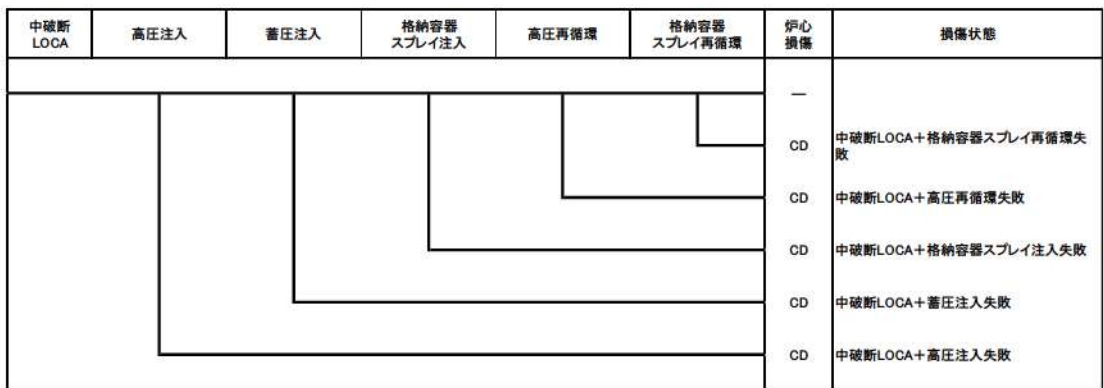 中破断
LOCA
高圧注入
蓄圧注入
格納容器
スプレイ注入
高圧再循環
格納容器
スプレイ再循環
炉心
損傷
損傷状態
—
CD
中破断LOCA+格納容器スプレイ再循環失
敗
CD
中破断LOCA+高圧再循環失敗
CD
中破断LOCA+格納容器スプレイ注入失敗
CD
中破断LOCA+蓄圧注入失敗
CD
中破断LOCA+高圧注入失敗